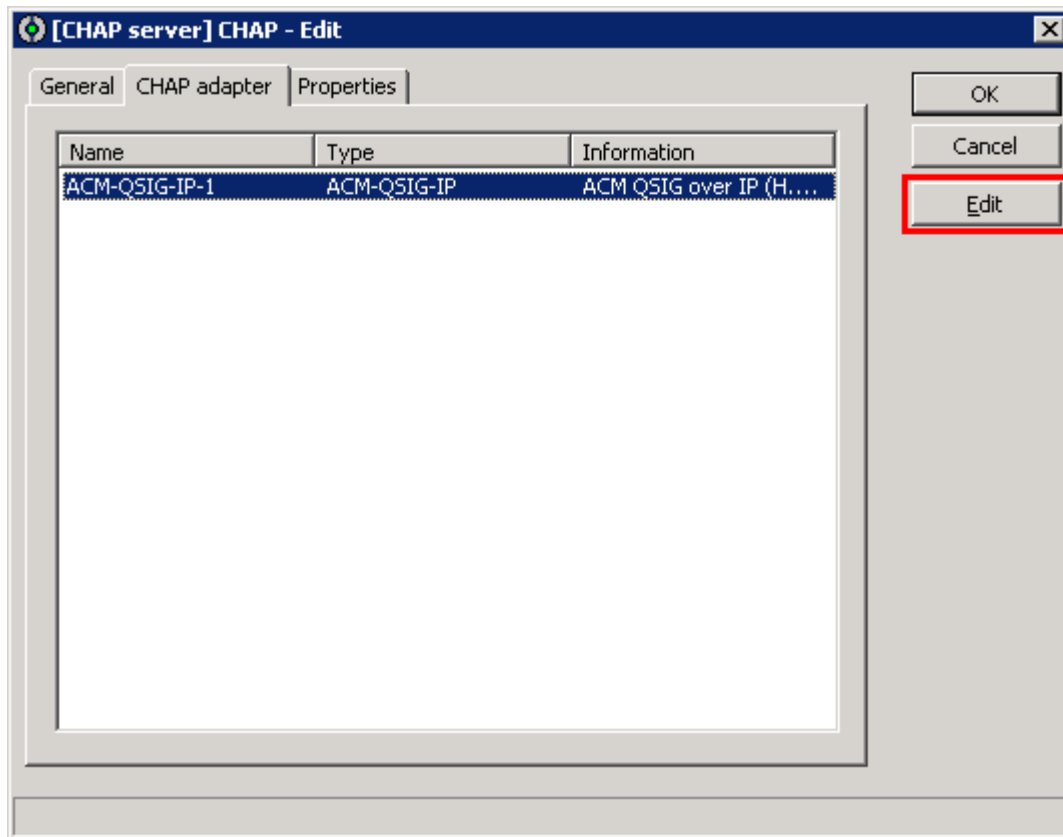 [CHAP server] CHAP - Edit
General CHAP adapter Properties
OK
Cancel
Edit
Name Type Information
ACM-QSIG-IP-1 ACM-QSIG-IP ACM QSIG over IP (H....